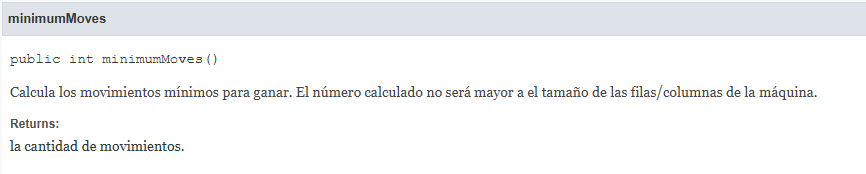 minimumMoves
public int minimumMoves()
Calcula los movimientos mínimos para ganar. El número calculado no será mayor a el tamaño de las filas/columnas de la máquina.
Returns:
la cantidad de movimientos.